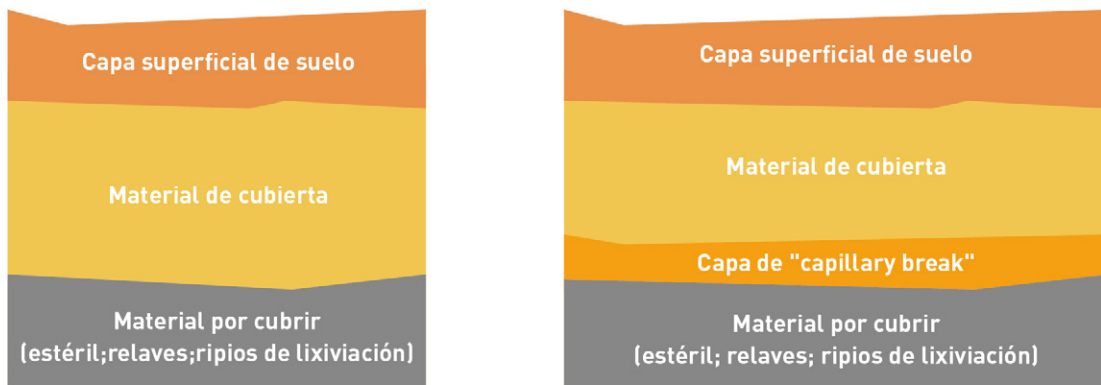 Capa superficial de suelo
Material de cubierta
Material por cubrir
(estéril;relaves;ripios de lixiviación)
Capa superficial de suelo
Material de cubierta
Capa de "capillary break"
Material por cubrir
(estéril; relaves; ripios de lixiviación)